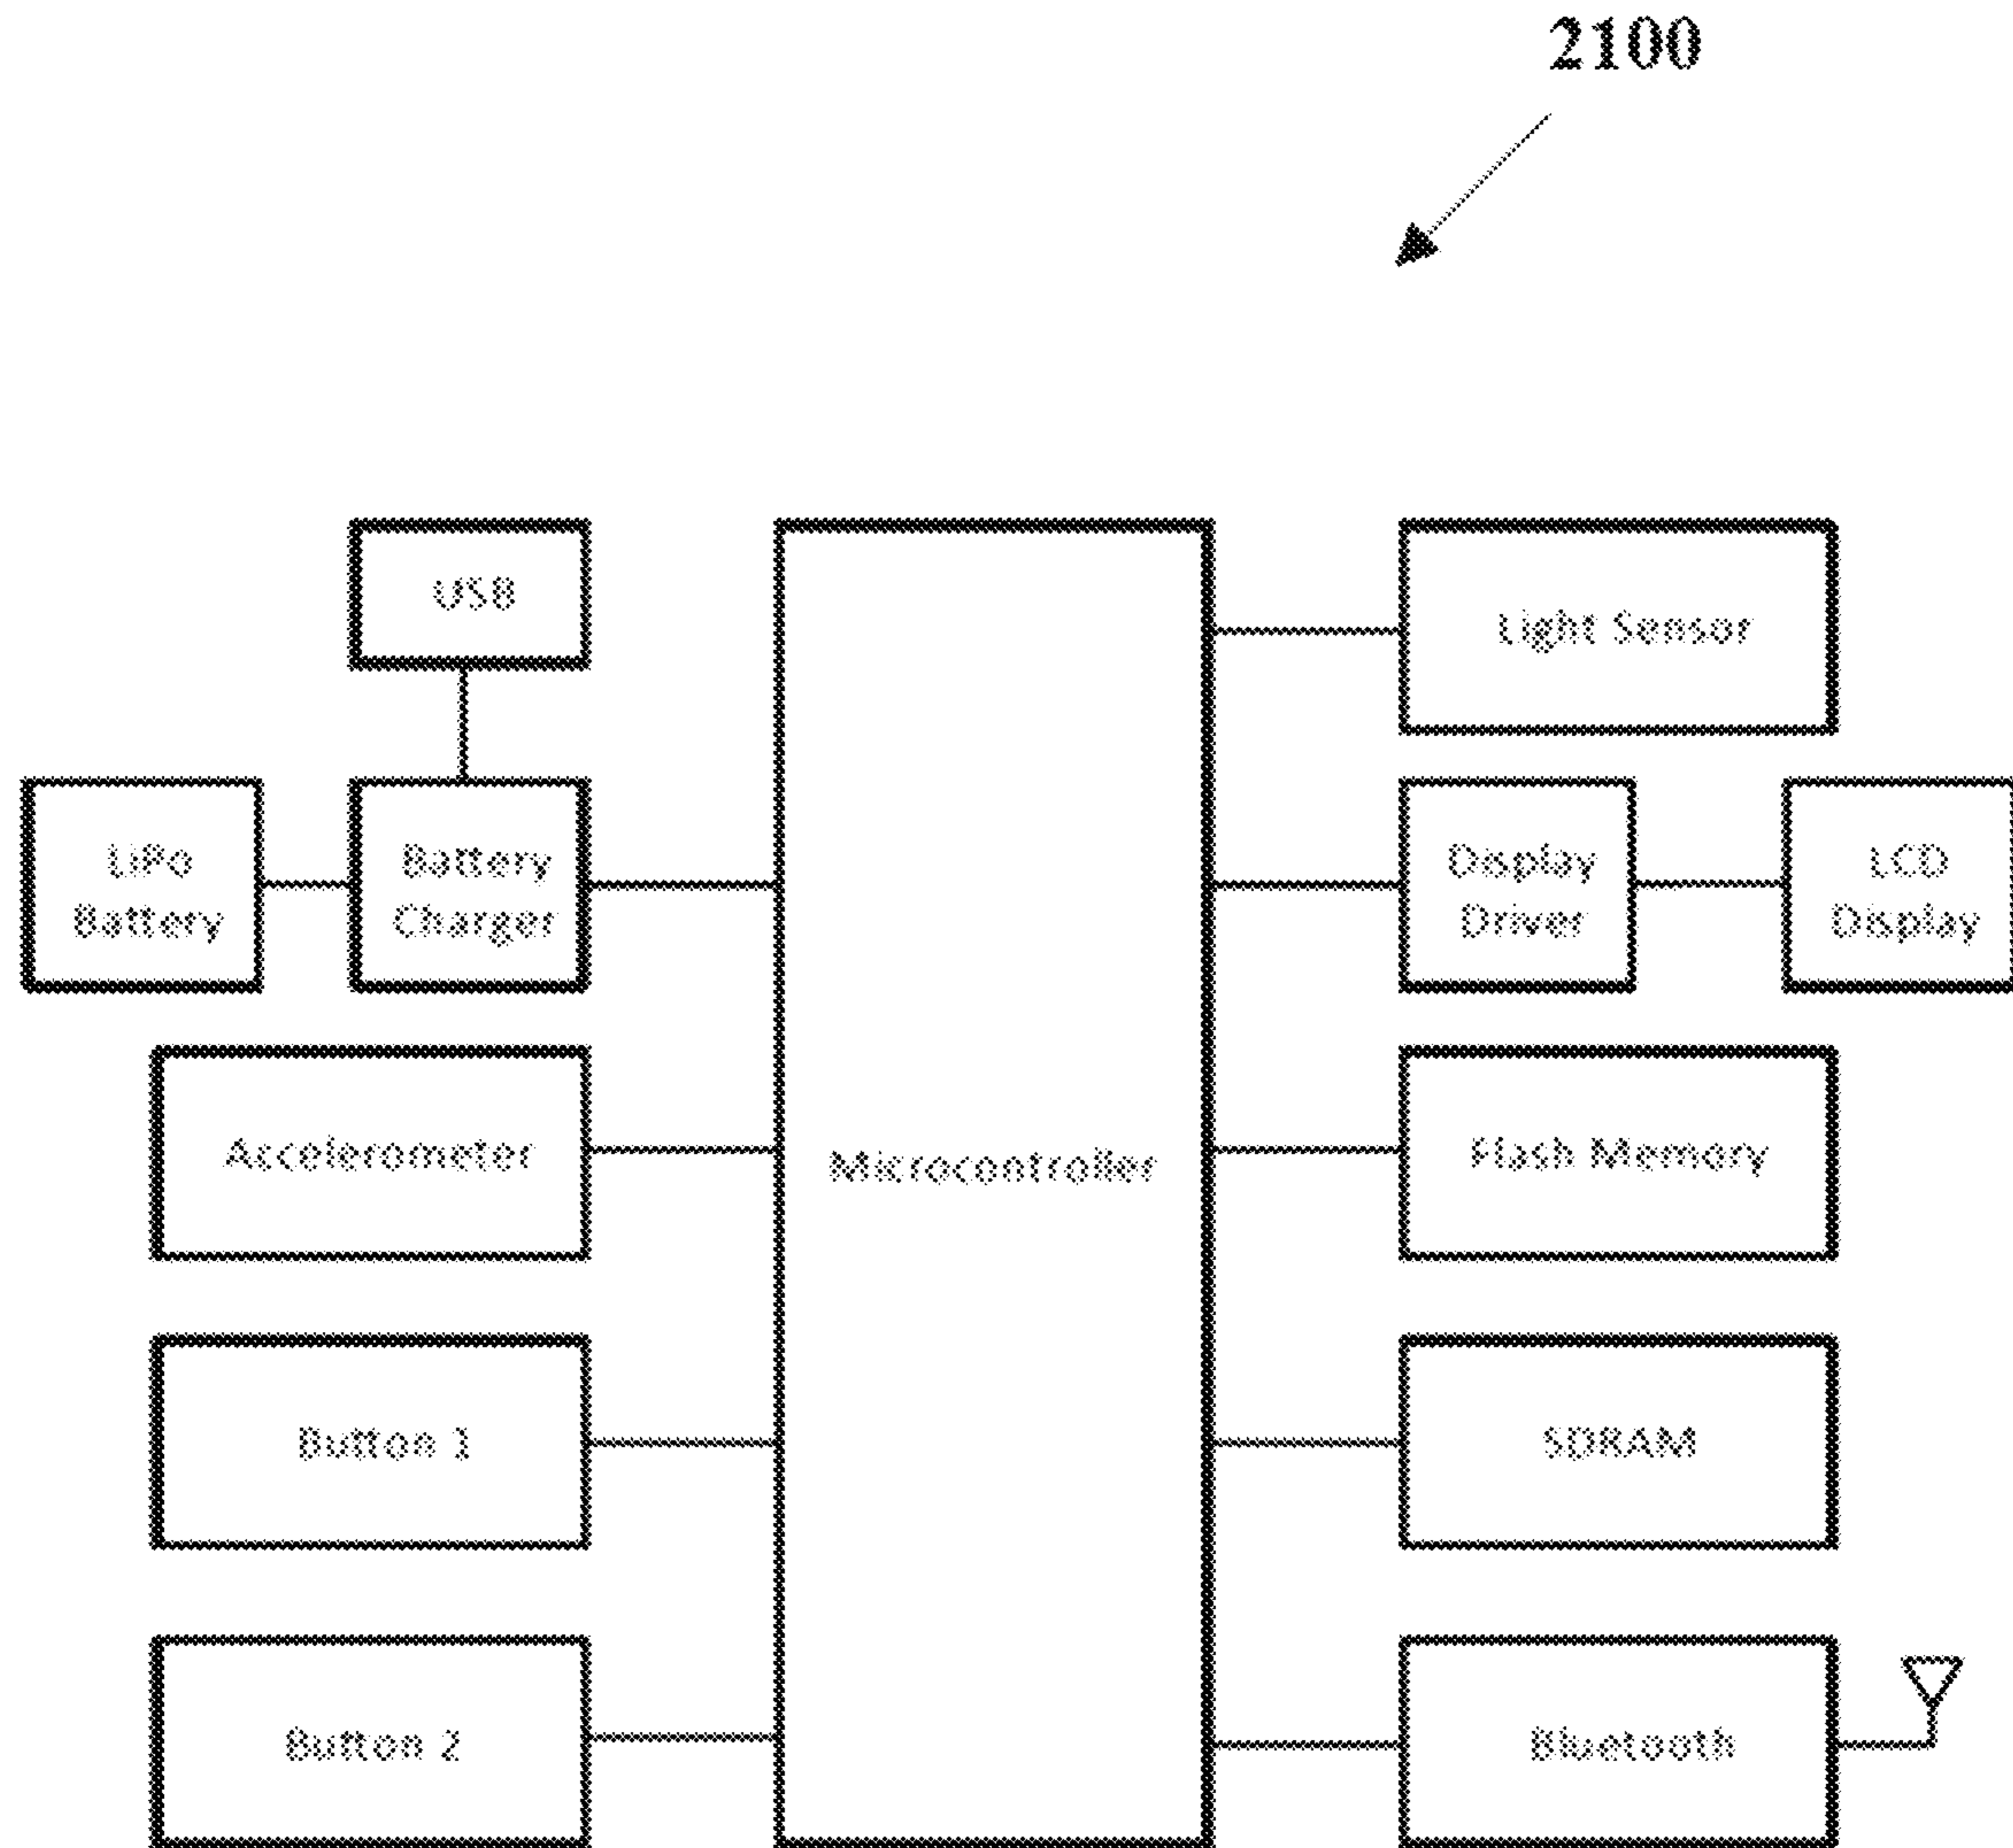 2100
USB
Light Sensor
LiPo
Battery
Battery
Charger
Display
Driver
LCD
Display
Accelerometer
Microcontroller
Flash Memory
Button 1
SDRAM
Button 2
Bluetooth